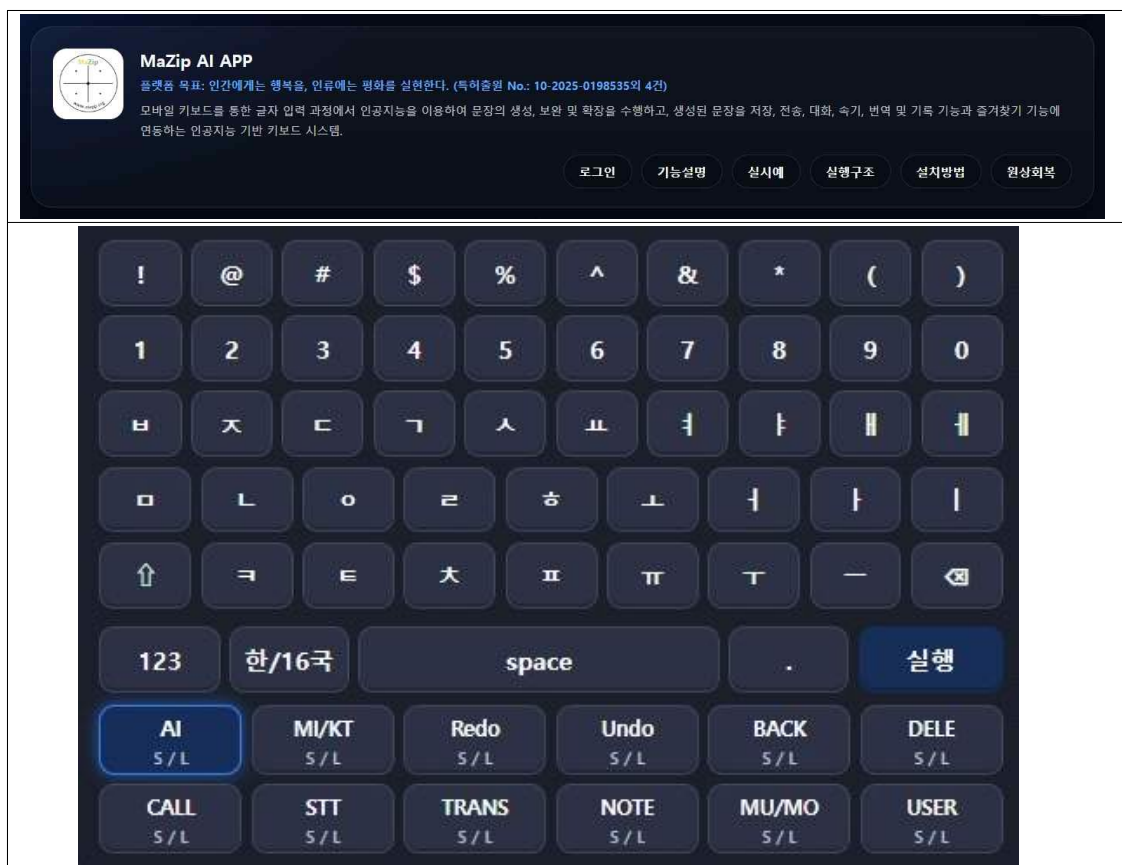 MaZip
www.mazip.org
MaZip AI APP
플랫폼 목표: 인간에게는 행복을, 인류에는 평화를 실현한다. (특허출원 No.: 10-2025-0198535외 4건)
모바일 키보드를 통한 글자 입력 과정에서 인공지능을 이용하여 문장의 생성, 보완 및 확장을 수행하고, 생성된 문장을 저장, 전송, 대화, 속기, 번역 및 기록 기능과 즐겨찾기 기능에
연동하는 인공지능 기반 키보드 시스템.
로그인 기능설명 실시예 실행구조 설치방법 원상회복
! @ # $ % ^ & * ( )
1 2 3 4 5 6 7 8 9 0
ㅂ ㅈ ㄷ ㄱ ㅅ ㅛ ㅕ ㅑ ㅐ ㅔ
ㅁ ㄴ ㅇ ㄹ ㅎ ㅗ ㅓ ㅏ ㅣ
⇧ ㅋ ㅌ ㅊ ㅍ ㅠ ㅜ ㅡ ⌫
123 한/16국 space . 실행
AI MI/KT Redo Undo BACK DELE
S / L S / L S / L S / L S / L S / L
CALL STT TRANS NOTE MU/MO USER
S / L S / L S / L S / L S / L S / L